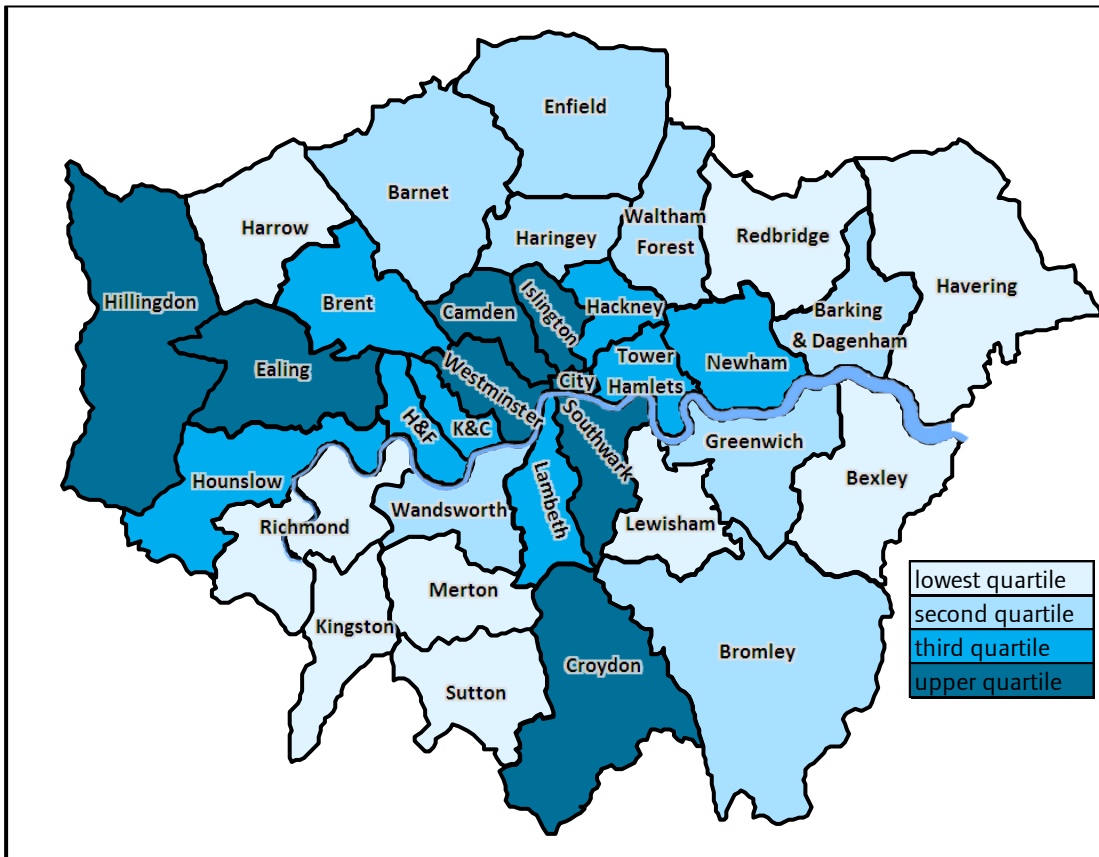 Enfield
Barnet
Waltham
Forest
Haringey
Harrow
Redbridge
Havering
Hillingdon
Brent
Camden
Islington
Hackney
Barking
& Dagenham
Ealing
Tower
Hamlets
Newham
Westminster
City
H&F
K&C
Southwark
Greenwich
Hounslow
Bexley
Richmond
Wandsworth
Lambeth
Lewisham
lowest quartile
second quartile
third quartile
upper quartile
Merton
Kingston
Bromley
Croydon
Sutton